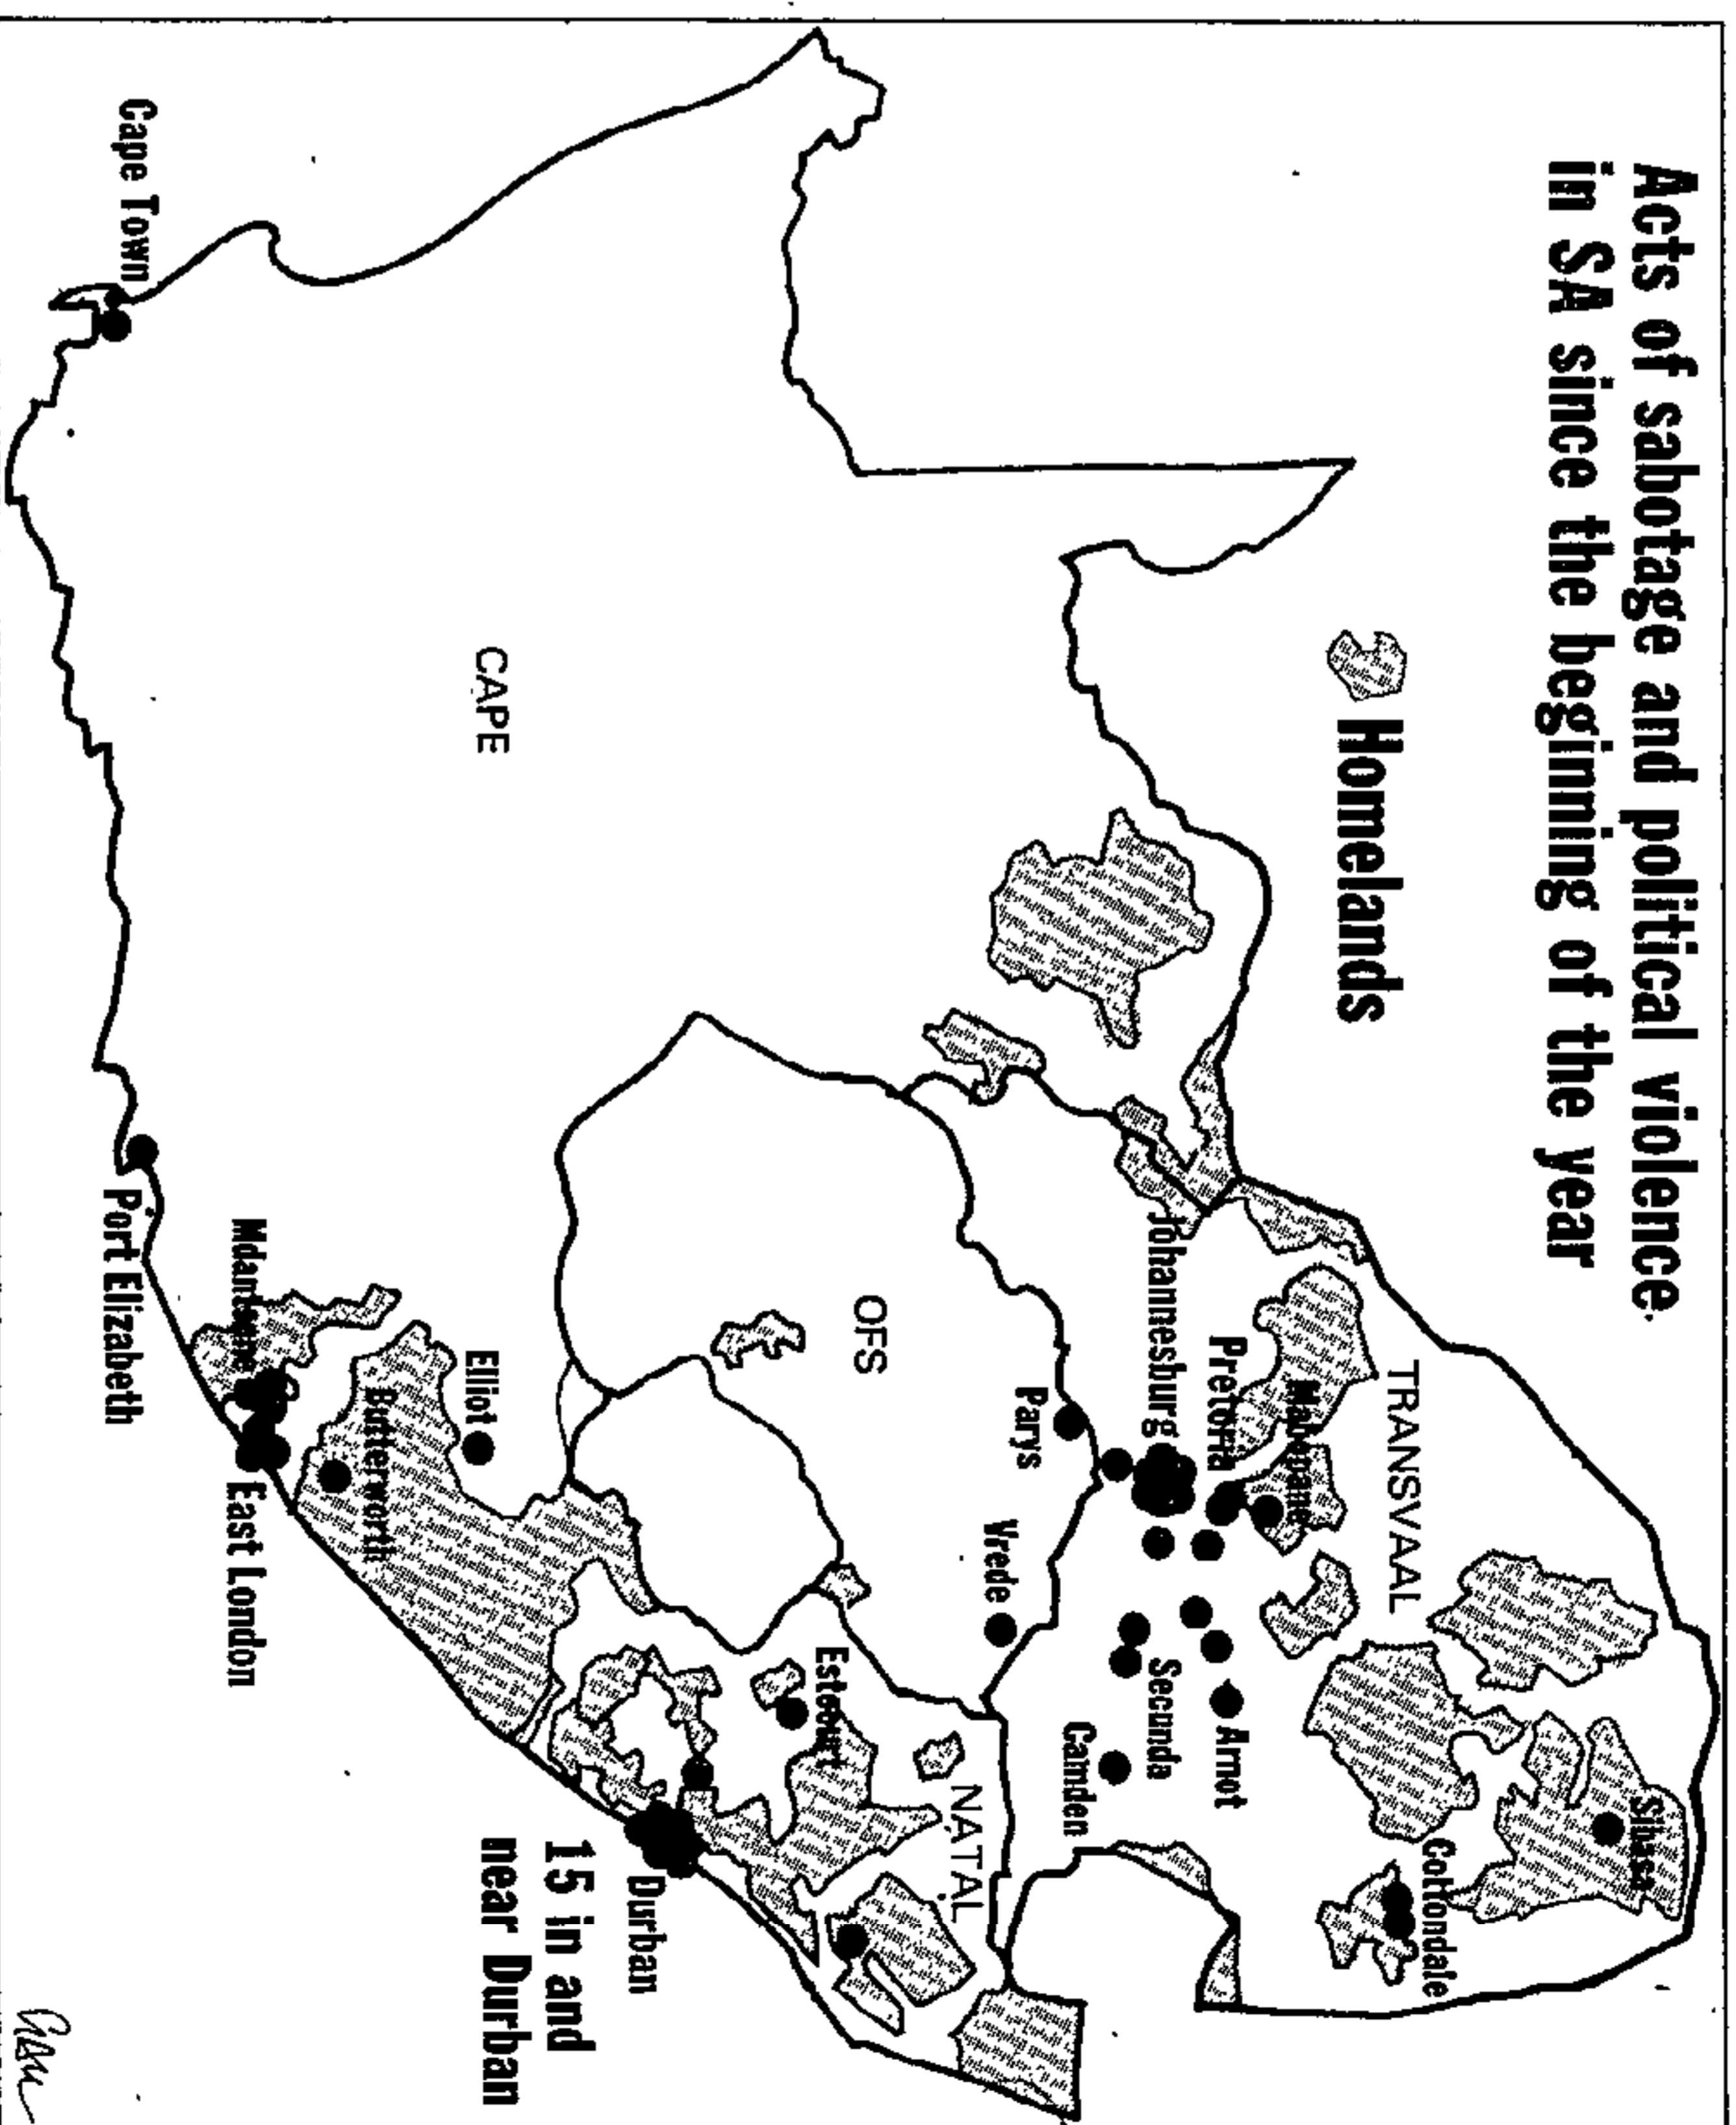 Acts of sabotage and political violence
in SA since the beginning of the year
Homelands
TRANSVAAL
Sibasa
Cottondale
Mabopane
Pretoria
Arnot
Johannesburg
Secunda
Camden
Parys
Vrede
OFS
NATAL
Estcourt
CAPE
Durban
15 in and
near Durban
Elliot
Butterworth
Mdantsane
East London
Port Elizabeth
Cape Town